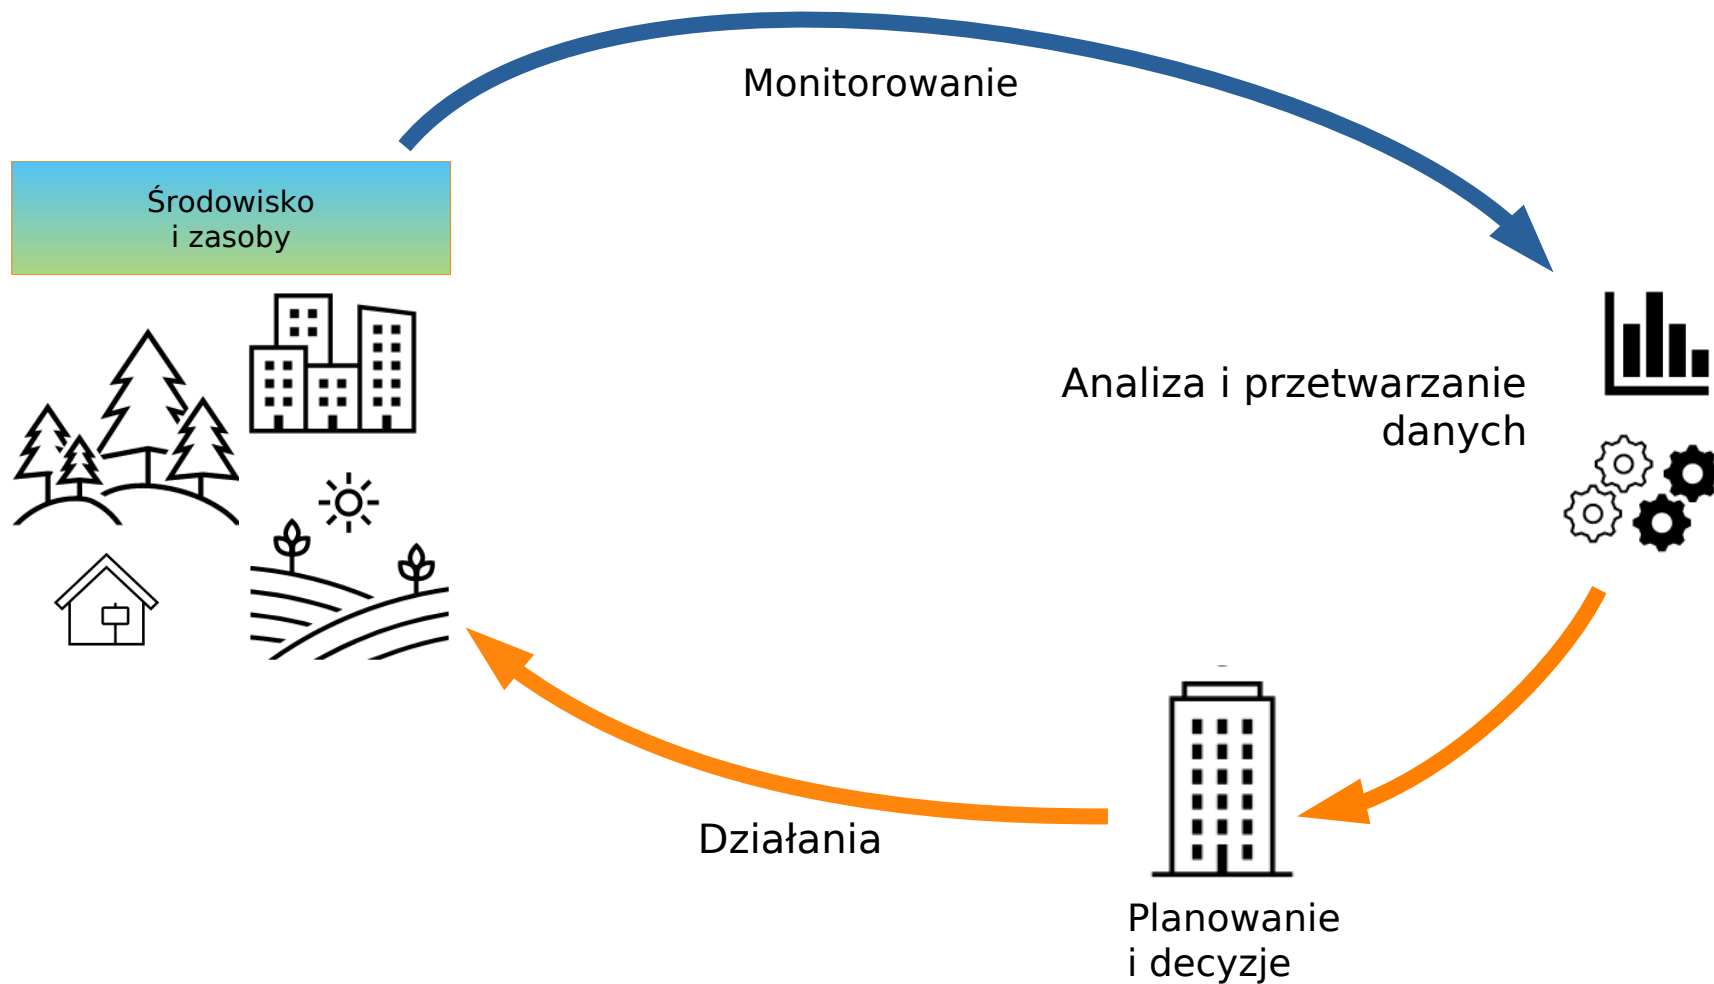 Monitorowanie
Środowisko
i zasoby
Analiza i przetwarzanie
danych
Działania
Planowanie
i decyzje